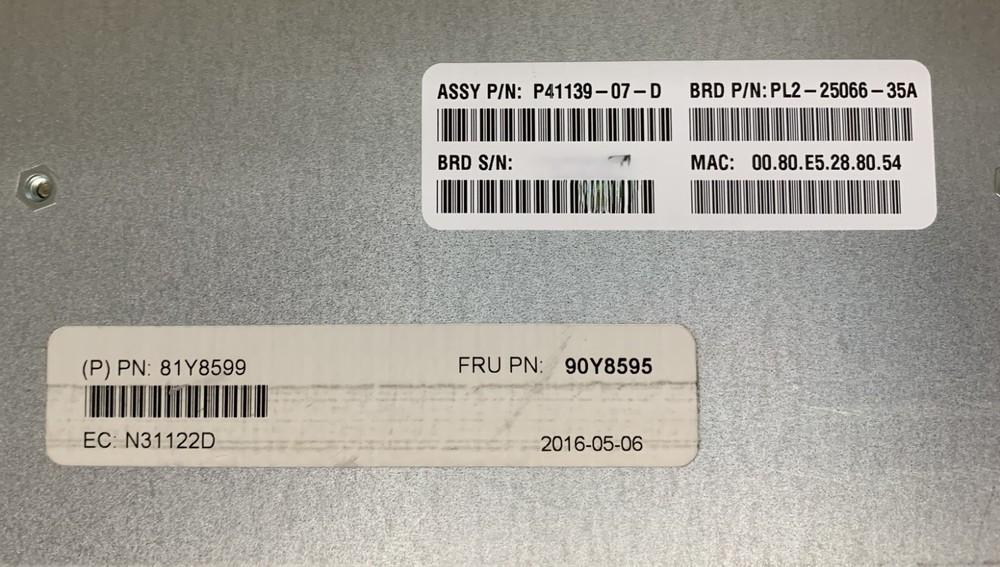 ASSY P/N: P41139-07-D BRD P/N: PL2-25066-35A
BRD S/N: MAC: 00.80.E5.28.80.54
(P) PN: 81Y8599 FRU PN: 90Y8595
EC: N31122D 2016-05-06